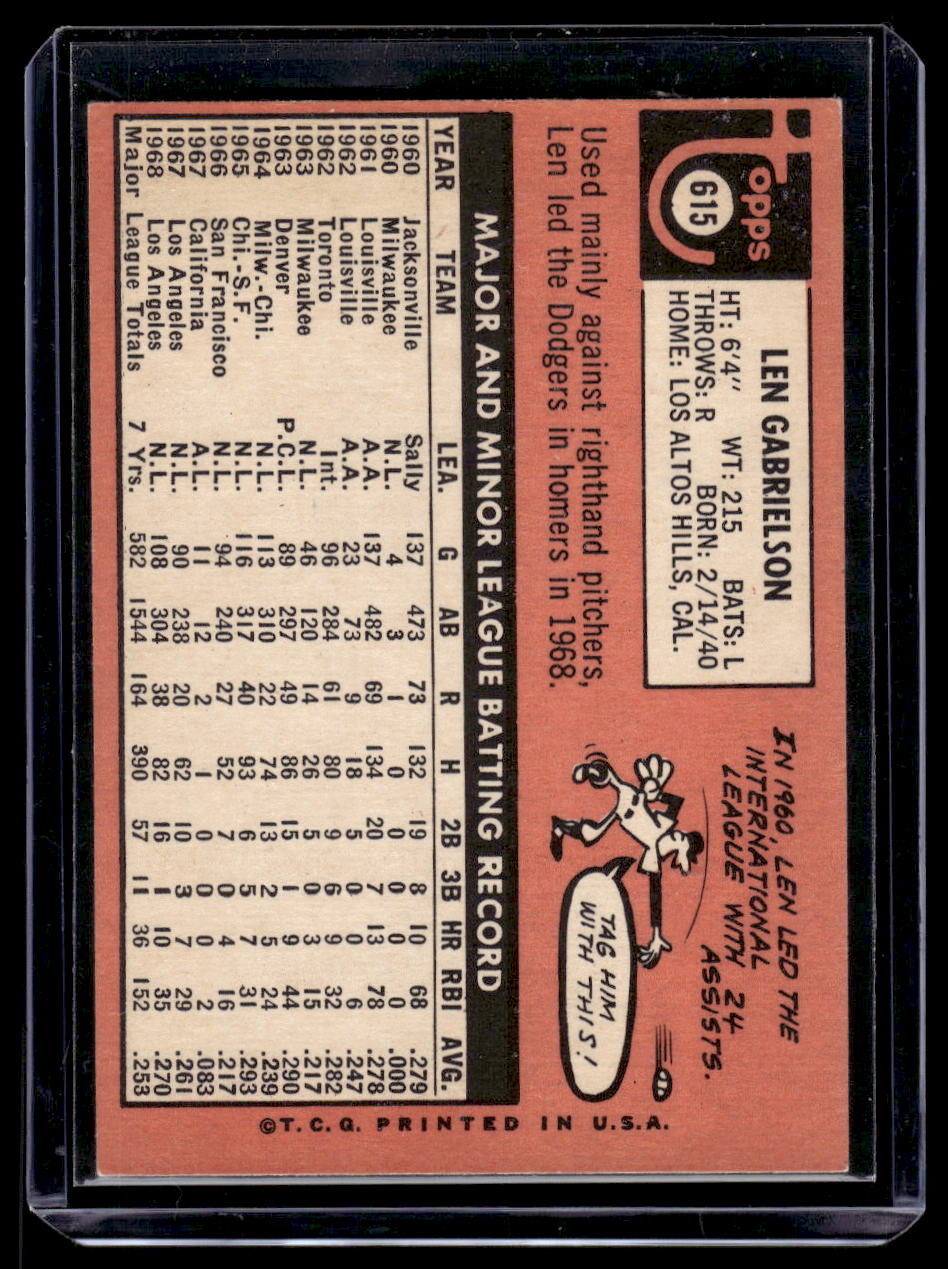 Topps
615
LEN GABRIELSON
HT: 6'4" WT: 215 BATS: L
THROWS: R BORN: 2/14/40
HOME: LOS ALTOS HILLS, CAL.
Used mainly against righthand pitchers,
Len led the Dodgers in homers in 1968.
IN 1960, LEN LED THE
INTERNATIONAL
LEAGUE WITH 24
ASSISTS.
TAG HIM
WITH THIS!
MAJOR AND MINOR LEAGUE BATTING RECORD
YEAR TEAM LEA. G AB R H 2B 3B HR RBI AVG.
1960 Jacksonville Sally 137 473 73 132 19 8 10 68 .279
1960 Milwaukee N.L. 4 3 1 0 0 0 0 0 .000
1961 Louisville A.A. 137 482 69 134 20 7 13 78 .278
1962 Louisville A.A. 23 73 9 18 5 0 0 6 .247
1962 Toronto Int. 96 284 61 80 9 6 9 32 .282
1963 Milwaukee N.L. 46 120 14 26 5 0 3 15 .217
1963 Denver P.C.L. 89 297 49 86 15 1 9 44 .290
1964 Milw.-Chi. N.L. 113 310 22 74 13 2 5 24 .239
1965 Chi.-S.F. N.L. 116 317 40 93 6 5 7 31 .293
1966 San Francisco N.L. 94 240 27 52 7 0 4 16 .217
1967 California A.L. 11 12 2 1 0 0 0 2 .083
1967 Los Angeles N.L. 90 238 20 62 10 3 7 29 .261
1968 Los Angeles N.L. 108 304 38 82 16 1 10 35 .270
Major League Totals 7 Yrs. 582 1544 164 390 57 11 36 152 .253
©T.C.G. PRINTED IN U.S.A.